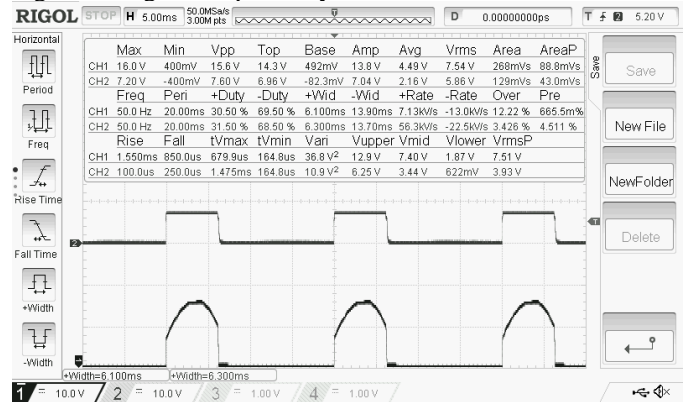 RIGOL STOP H 5.00ms 50.0MSa/s 3.00M pts D 0.00000000ps T 2 5.20 V
Horizontal
Period
Freq
Rise Time
Fall Time
+Width
-Width
Max Min Vpp Top Base Amp Avg Vrms Area AreaP
CH1 16.0 V 400mV 15.6 V 14.3 V 492mV 13.8 V 4.49 V 7.54 V 268mVs 88.8mVs
CH2 7.20 V -400mV 7.60 V 6.96 V -82.3mV 7.04 V 2.16 V 5.86 V 129mVs 43.0mVs
Freq Peri +Duty -Duty +Wid -Wid +Rate -Rate Over Pre
CH1 50.0 Hz 20.00ms 30.50 % 69.50 % 6.100ms 13.90ms 7.13kV/s -13.0kV/s 12.22 % 665.5m%
CH2 50.0 Hz 20.00ms 31.50 % 68.50 % 6.300ms 13.70ms 56.3kV/s -22.5kV/s 3.426 % 4.511 %
Rise Fall tVmax tVmin Vari Vupper Vmid Vlower VrmsP
CH1 1.550ms 850.0us 679.9us 164.8us 36.8 V² 12.9 V 7.40 V 1.87 V 7.51 V
CH2 100.0us 250.0us 1.475ms 164.8us 10.9 V² 6.25 V 3.44 V 622mV 3.93 V
T
2
+Width=6.100ms +Width=6.300ms
Save
Save
New File
NewFolder
Delete
1 = 10.0 V 2 = 10.0 V 3 = 1.00 V 4 = 1.00 V